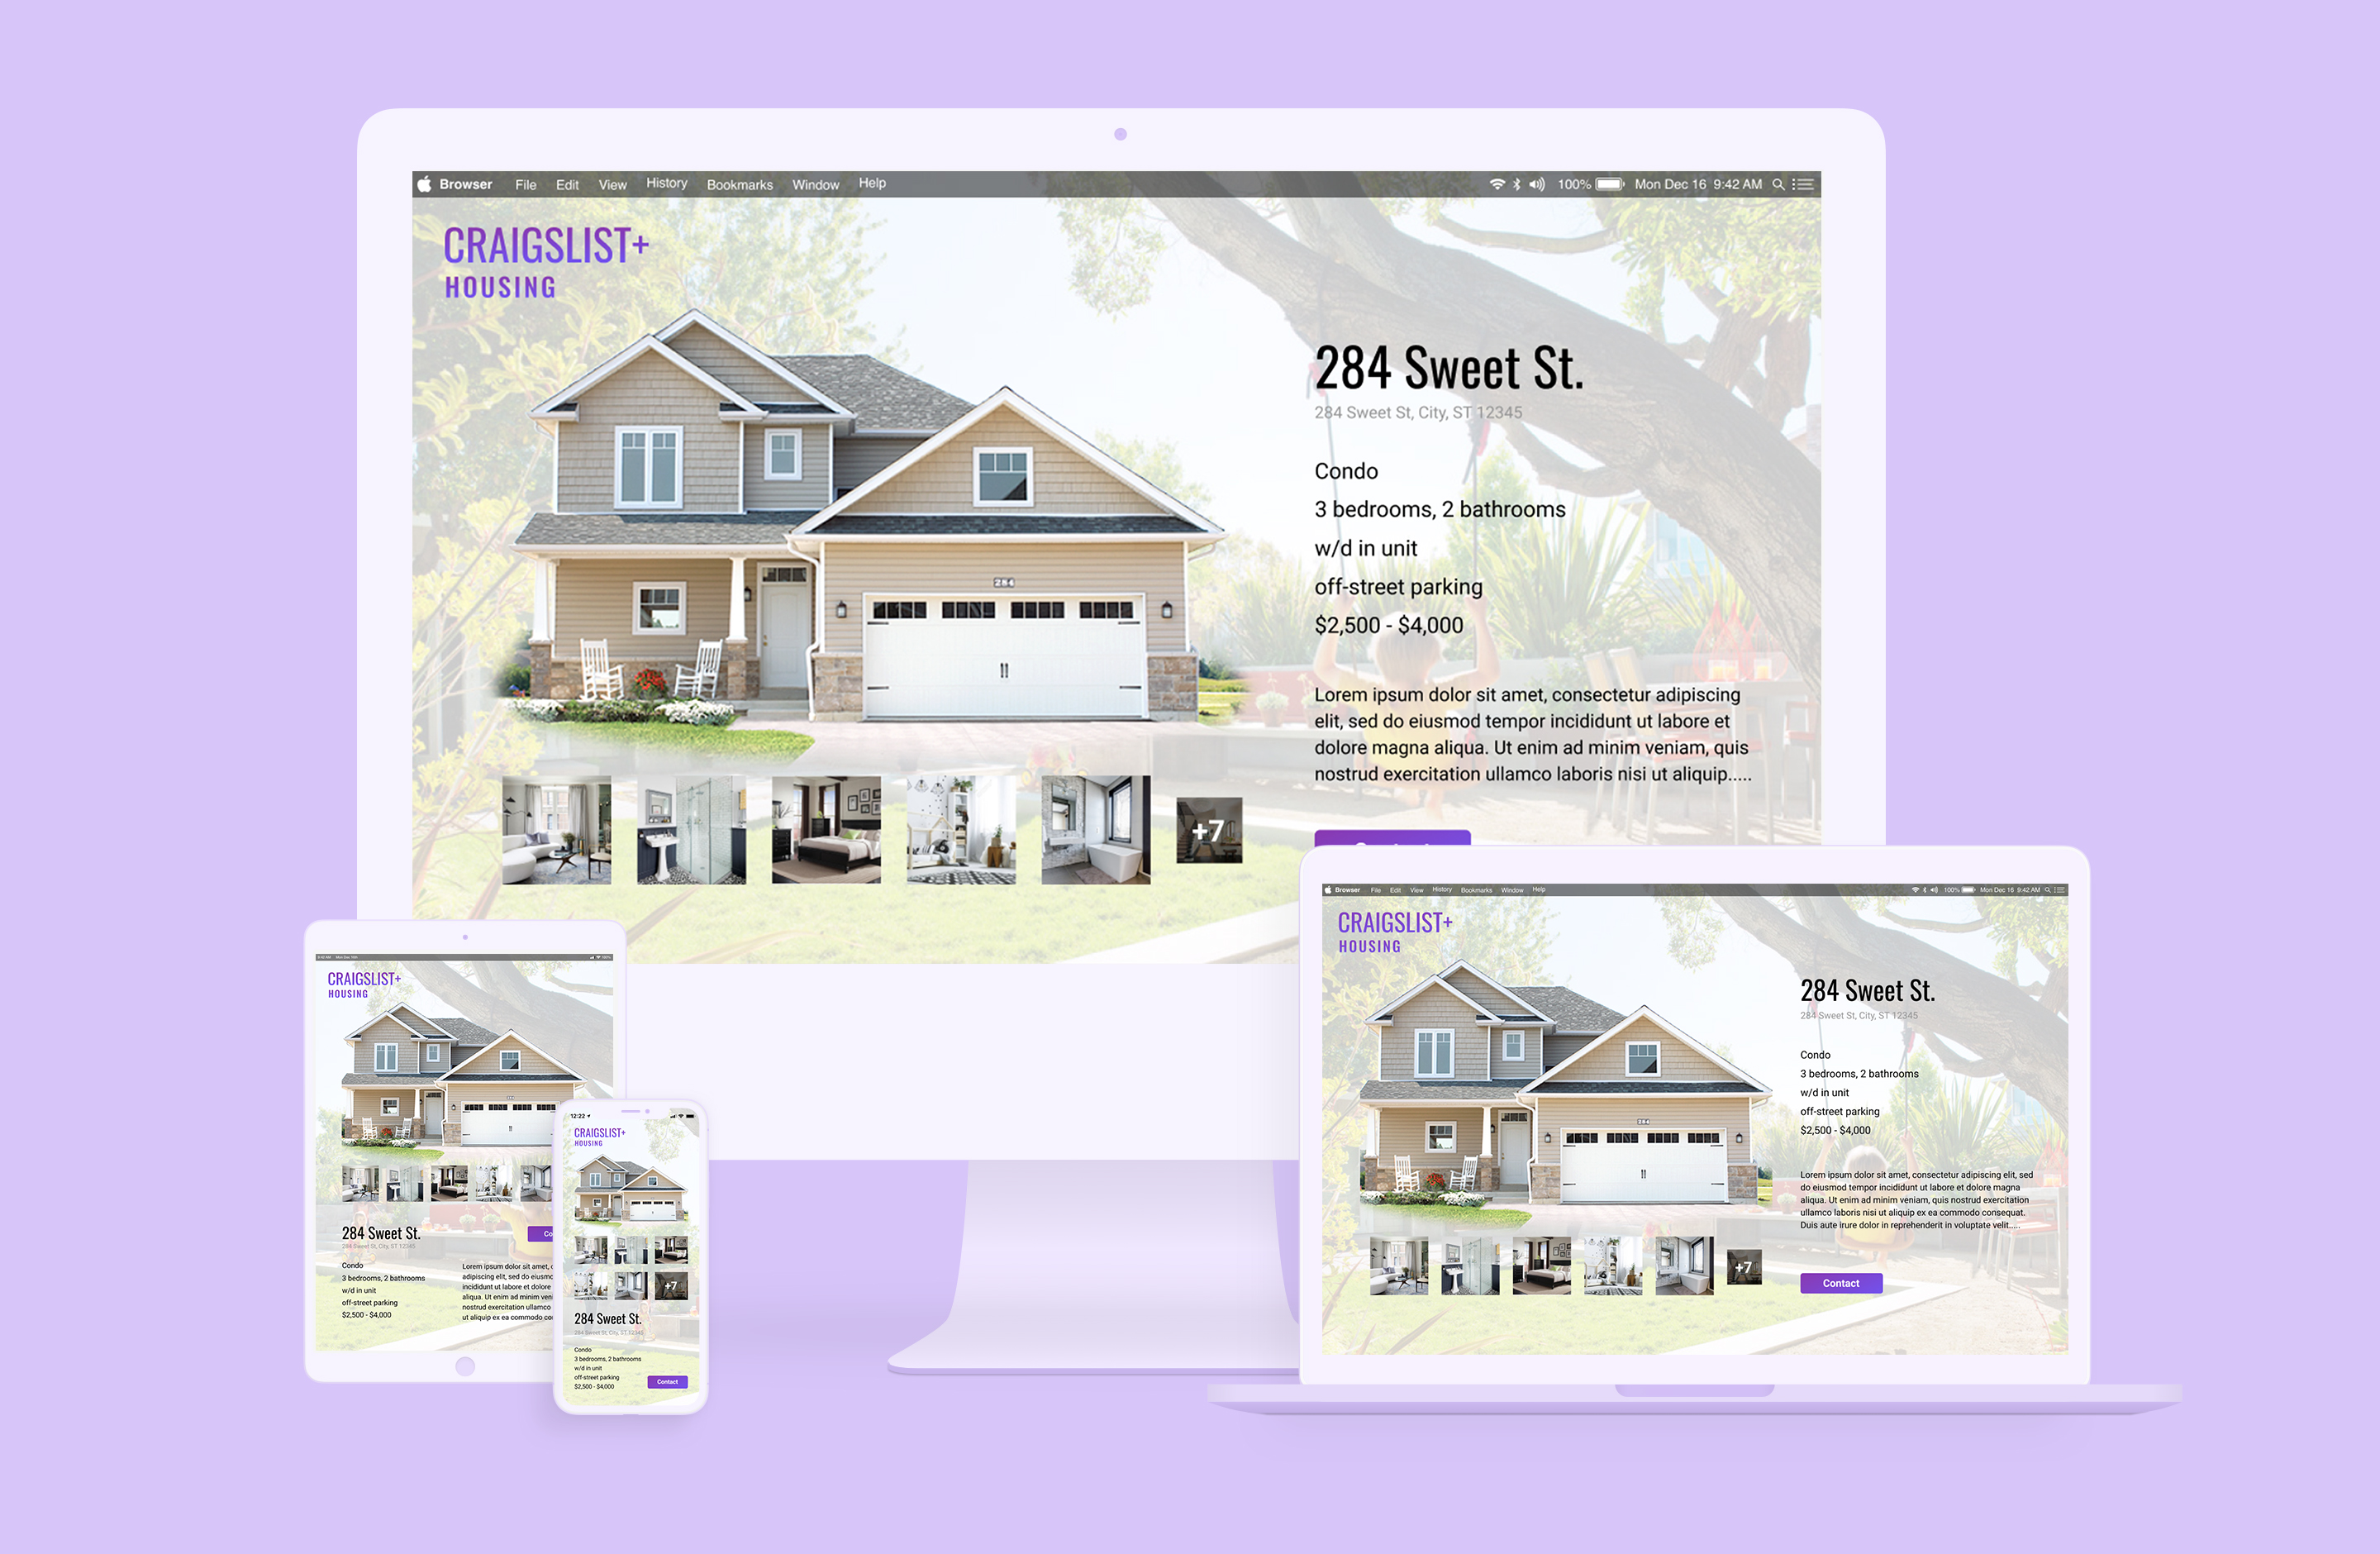 Browser File Edit View History Bookmarks Window Help 100% Mon Dec 16 9:42 AM
CRAIGSLIST+
HOUSING
284 Sweet St.
284 Sweet St, City, ST 12345
Condo
3 bedrooms, 2 bathrooms
w/d in unit
off-street parking
$2,500 - $4,000
284
Lorem ipsum dolor sit amet, consectetur adipiscing
elit, sed do eiusmod tempor incididunt ut labore et
dolore magna aliqua. Ut enim ad minim veniam, quis
nostrud exercitation ullamco laboris nisi ut aliquip.....
+7
Browser File Edit View History Bookmarks Window Help 100% Mon Dec 16 9:42 AM
CRAIGSLIST+
HOUSING
284 Sweet St.
284 Sweet St, City, ST 12345
Condo
3 bedrooms, 2 bathrooms
w/d in unit
off-street parking
$2,500 - $4,000
284
Lorem ipsum dolor sit amet, consectetur adipiscing elit, sed
do eiusmod tempor incididunt ut labore et dolore magna
aliqua. Ut enim ad minim veniam, quis nostrud exercitation
ullamco laboris nisi ut aliquip ex ea commodo consequat.
Duis aute irure dolor in reprehenderit in voluptate velit.....
+7
Contact
CRAIGSLIST+
HOUSING
284 Sweet St.
Co
284 Sweet St, City, ST 12345
Condo
3 bedrooms, 2 bathrooms
w/d in unit
off-street parking
$2,500 - $4,000
Lorem ipsum dolor sit amet, c
adipiscing elit, sed do eiusmo
incididunt ut labore et dolore
aliqua. Ut enim ad minim ven
nostrud exercitation ullamco
ut aliquip ex ea commodo co
12:22
CRAIGSLIST+
HOUSING
+7
284 Sweet St.
284 Sweet St, City, ST 12345
Condo
3 bedrooms, 2 bathrooms
w/d in unit
off-street parking
$2,500 - $4,000
Contact